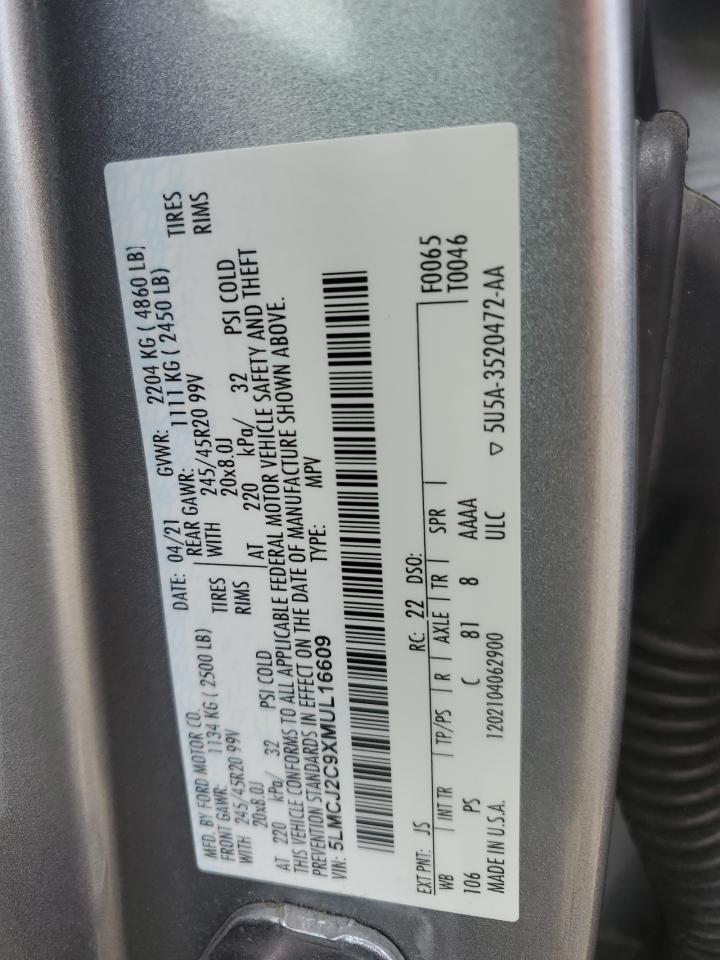 MFD. BY FORD MOTOR CO. DATE: 04/21 GVWR: 2204 KG ( 4860 LB)
FRONT GAWR: 1134 KG ( 2500 LB) REAR GAWR: 1111 KG ( 2450 LB)
WITH 245/45R20 99V TIRES WITH 245/45R20 99V TIRES
20x8.0J RIMS 20x8.0J RIMS
AT 220 kPa/ 32 PSI COLD AT 220 kPa/ 32 PSI COLD
THIS VEHICLE CONFORMS TO ALL APPLICABLE FEDERAL MOTOR VEHICLE SAFETY AND THEFT
PREVENTION STANDARDS IN EFFECT ON THE DATE OF MANUFACTURE SHOWN ABOVE.
VIN: 5LMCJ2C9XMUL16609 TYPE: MPV
EXT PNT: JS RC: 22 DSO: F0065
WB INT TR TP/PS R AXLE TR SPR T0046
106 PS C 81 8 AAAA
MADE IN U.S.A. 1202104062900 ULC ▽ 5U5A-3520472-AA